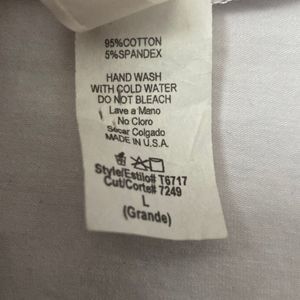 95%COTTON
5%SPANDEX
HAND WASH
WITH COLD WATER
DO NOT BLEACH
Lave a Mano
No Cloro
Secar Colgado
MADE IN U.S.A.
Style/Estilo# T6717
Cut/Corte# 7249
L
(Grande)